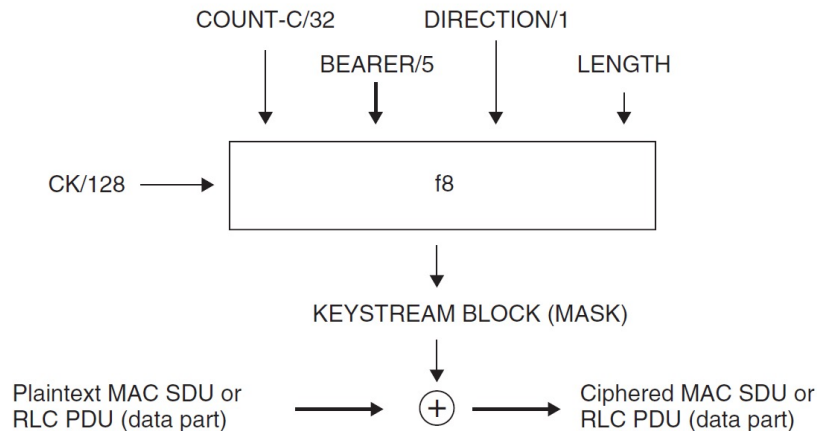 COUNT-C/32
DIRECTION/1
BEARER/5
LENGTH
CK/128
f8
KEYSTREAM BLOCK (MASK)
Plaintext MAC SDU or
RLC PDU (data part)
+
Ciphered MAC SDU or
RLC PDU (data part)